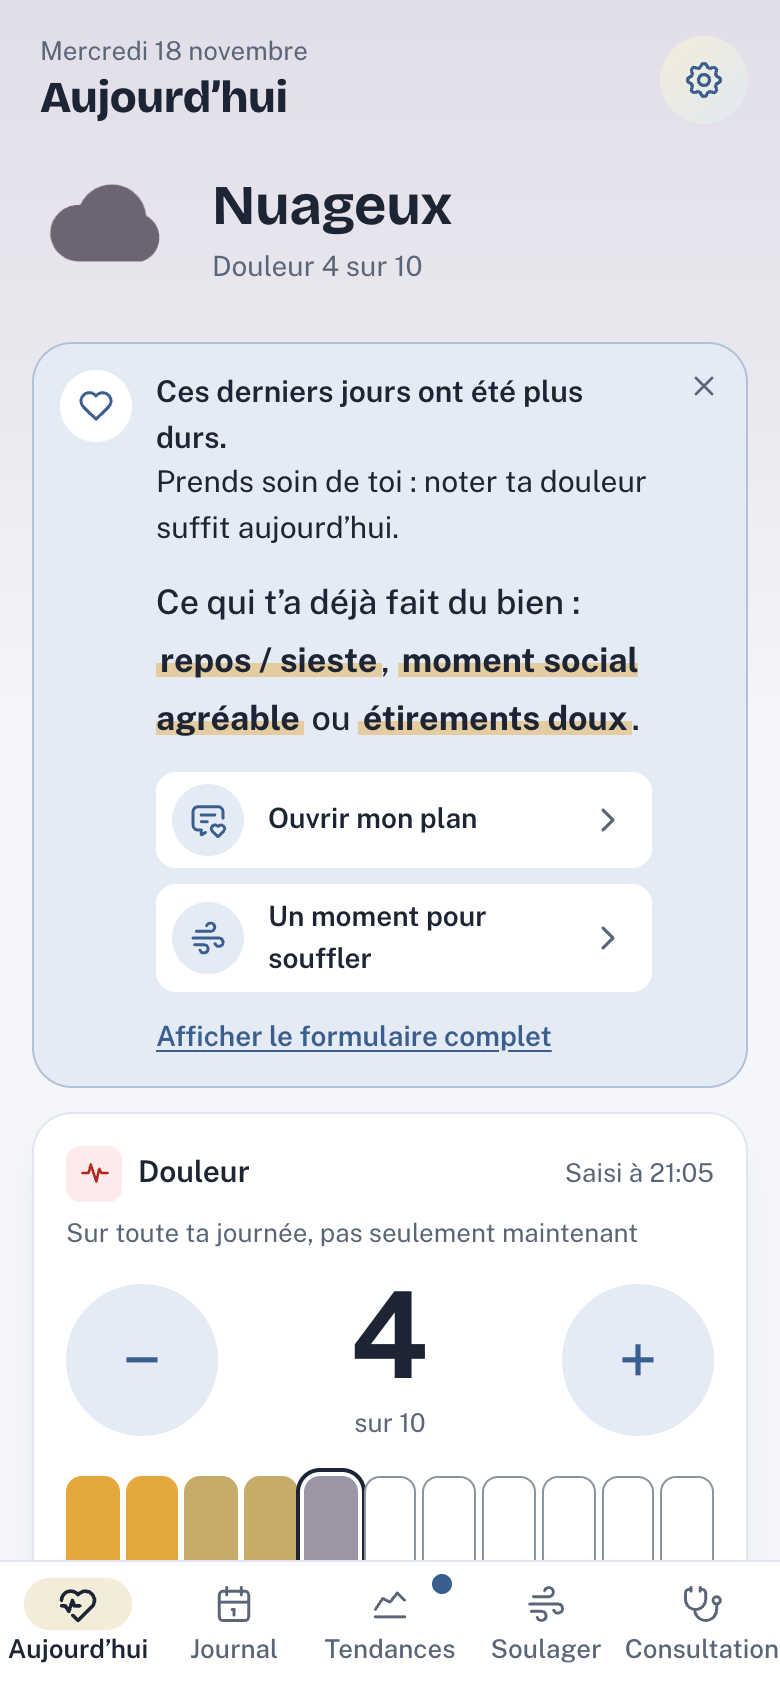 Mercredi 18 novembre
Aujourd’hui
Nuageux
Douleur 4 sur 10
Ces derniers jours ont été plus
durs.
Prends soin de toi : noter ta douleur
suffit aujourd’hui.
Ce qui t’a déjà fait du bien :
repos / sieste, moment social
agréable ou étirements doux.
Ouvrir mon plan
Un moment pour
souffler
Afficher le formulaire complet
Douleur
Saisi à 21:05
Sur toute ta journée, pas seulement maintenant
4
sur 10
Aujourd’hui
Journal
Tendances
Soulager
Consultation